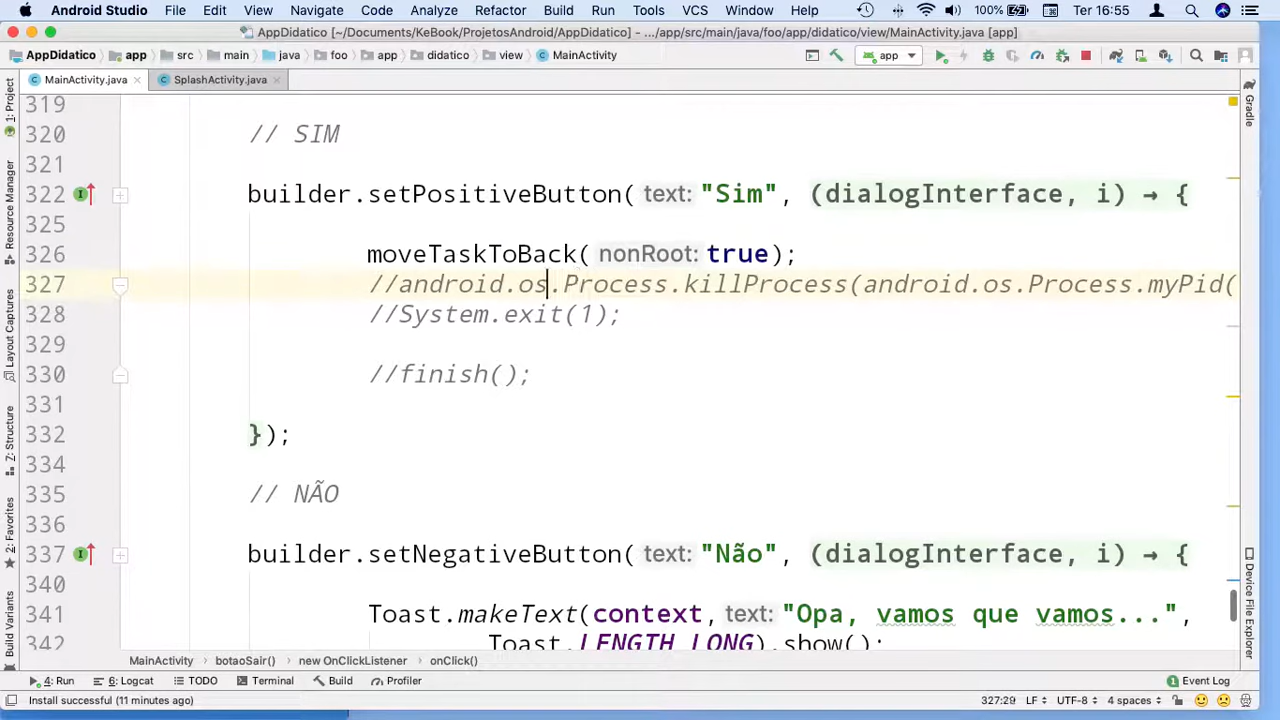 Android Studio File Edit View Navigate Code Analyze Refactor Build Run Tools VCS Window Help 100% Ter 16:55
AppDidatico [~/Documents/KeBook/ProjetosAndroid/AppDidatico] - .../app/src/main/java/foo/app/didatico/view/MainActivity.java [app]
AppDidatico app src main java foo app didatico view MainActivity app
MainActivity.java SplashActivity.java
319
320 // SIM
321
322 builder.setPositiveButton( text: "Sim", (dialogInterface, i) → {
325
326 moveTaskToBack( nonRoot: true);
327 //android.os.Process.killProcess(android.os.Process.myPid(
328 //System.exit(1);
329
330 //finish();
331
332 });
334
335 // NÃO
336
337 builder.setNegativeButton( text: "Não", (dialogInterface, i) → {
340
341 Toast.makeText(context, text: "Opa, vamos que vamos...",
342 Toast.LENGTH_LONG).show();
1: Project
Resource Manager
Layout Captures
Z: Structure
2: Favorites
Build Variants
Gradle
Device File Explorer
MainActivity botaoSair() new OnClickListener onClick()
4: Run 6: Logcat TODO Terminal Build Profiler Event Log
Install successful (11 minutes ago) 327:29 LF UTF-8 4 spaces